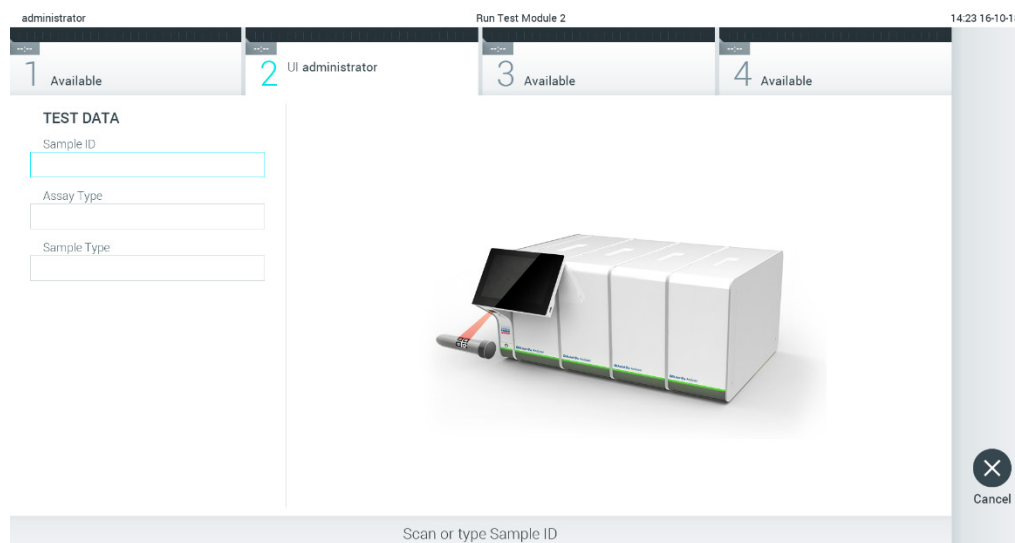 administrator
Run Test Module 2
14:23 16-10-1
--:--
--:--
--:--
--:--
1 Available
2 UI administrator
3 Available
4 Available
TEST DATA
Sample ID
Assay Type
Sample Type
Cancel
Scan or type Sample ID